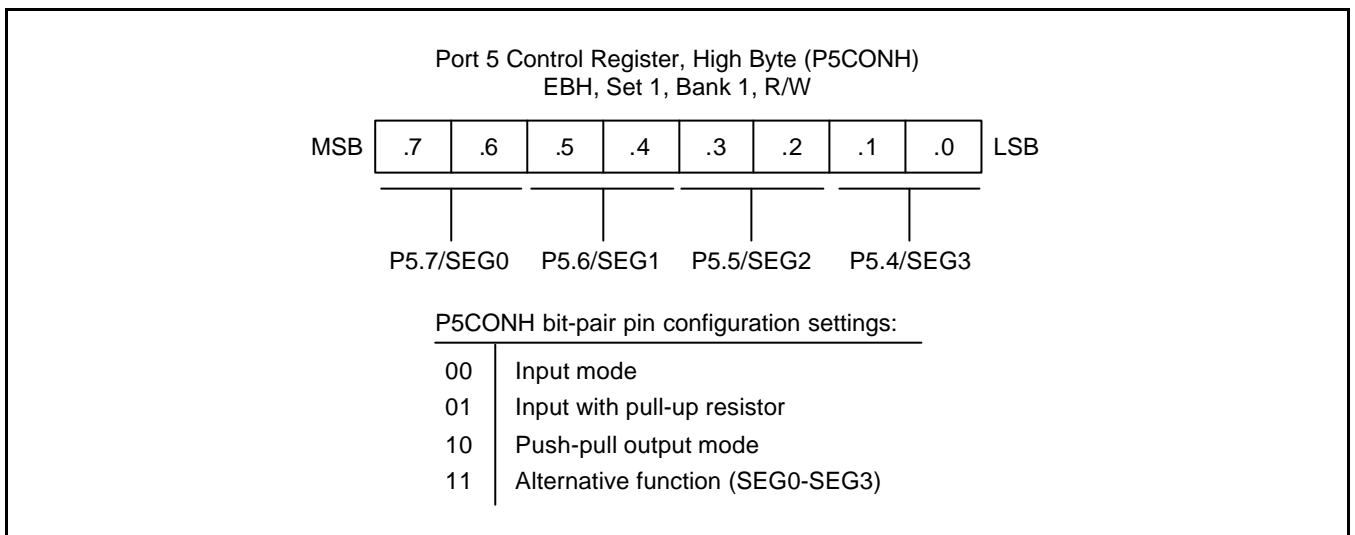 Port 5 Control Register, High Byte (P5CONH)
EBH, Set 1, Bank 1, R/W
MSB .7 .6 .5 .4 .3 .2 .1 .0 LSB
P5.7/SEG0 P5.6/SEG1 P5.5/SEG2 P5.4/SEG3
P5CONH bit-pair pin configuration settings:
00 Input mode
01 Input with pull-up resistor
10 Push-pull output mode
11 Alternative function (SEG0-SEG3)